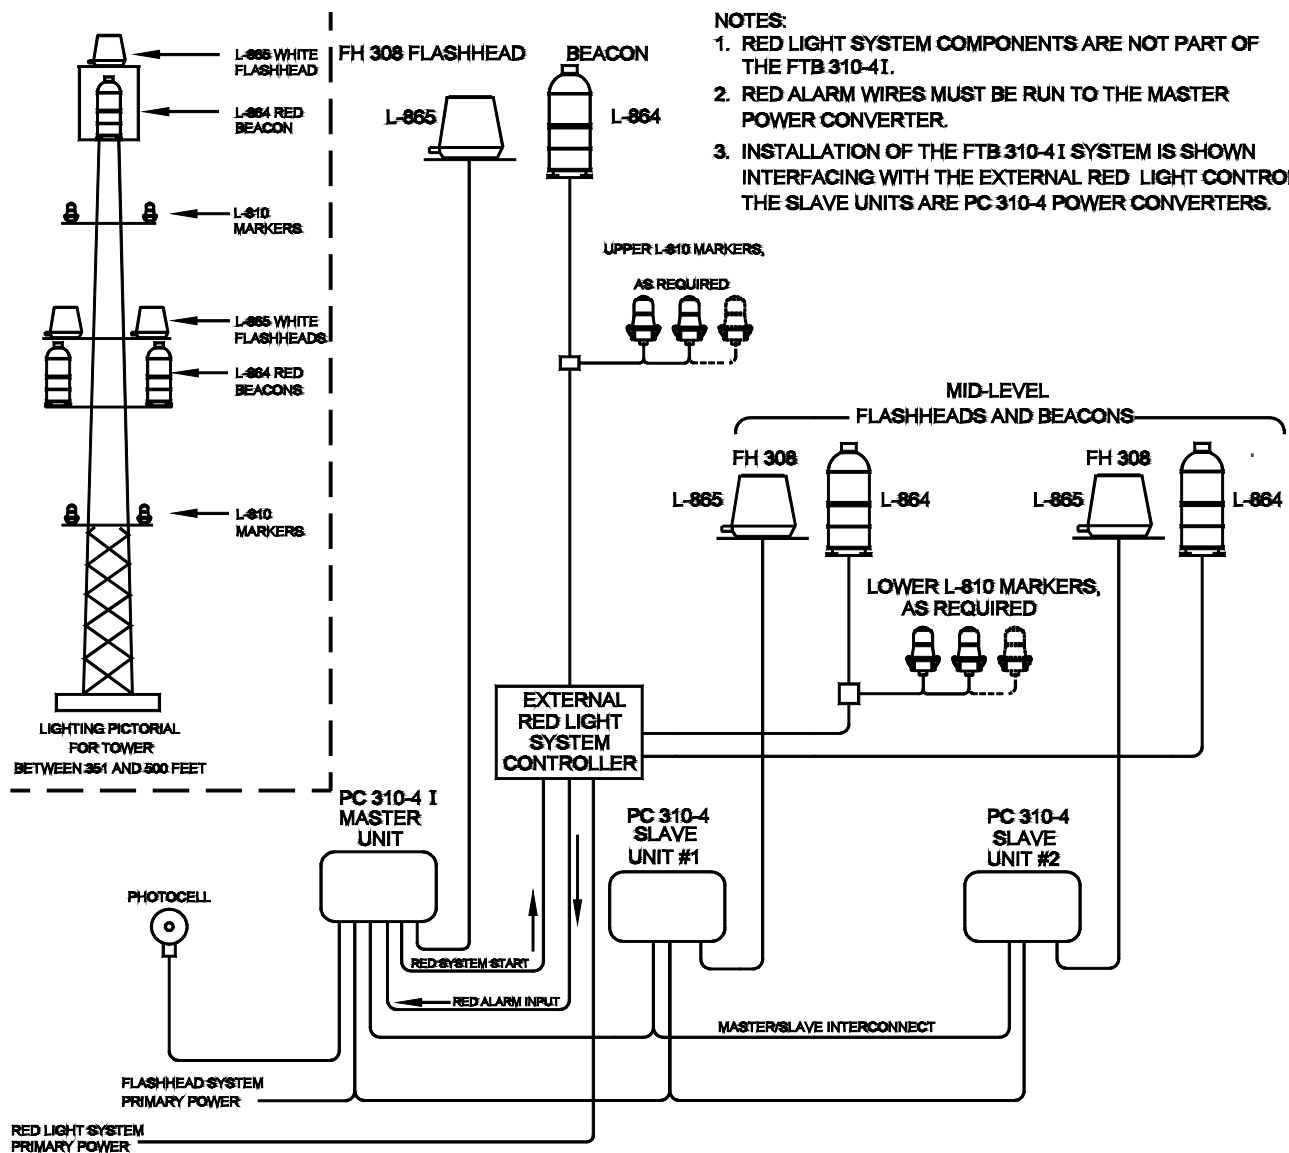 L-865 WHITE
FLASHHEAD
L-864 RED
BEACON
L-810
MARKERS
L-865 WHITE
FLASHHEADS
L-864 RED
BEACONS
L-810
MARKERS
LIGHTING PICTORIAL
FOR TOWER
BETWEEN 351 AND 500 FEET
FH 308 FLASHHEAD
L-865
BEACON
L-864
NOTES:
1. RED LIGHT SYSTEM COMPONENTS ARE NOT PART OF
THE FTB 310-4I.
2. RED ALARM WIRES MUST BE RUN TO THE MASTER
POWER CONVERTER.
3. INSTALLATION OF THE FTB 310-4I SYSTEM IS SHOWN
INTERFACING WITH THE EXTERNAL RED LIGHT CONTRO
THE SLAVE UNITS ARE PC 310-4 POWER CONVERTERS.
UPPER L-810 MARKERS,
AS REQUIRED
MID-LEVEL
FLASHHEADS AND BEACONS
FH 308
L-865
L-864
FH 308
L-865
L-864
LOWER L-810 MARKERS,
AS REQUIRED
EXTERNAL
RED LIGHT
SYSTEM
CONTROLLER
PC 310-4 I
MASTER
UNIT
PC 310-4
SLAVE
UNIT #1
PC 310-4
SLAVE
UNIT #2
PHOTOCELL
RED SYSTEM START
RED ALARM INPUT
MASTER/SLAVE INTERCONNECT
FLASHHEAD SYSTEM
PRIMARY POWER
RED LIGHT SYSTEM
PRIMARY POWER